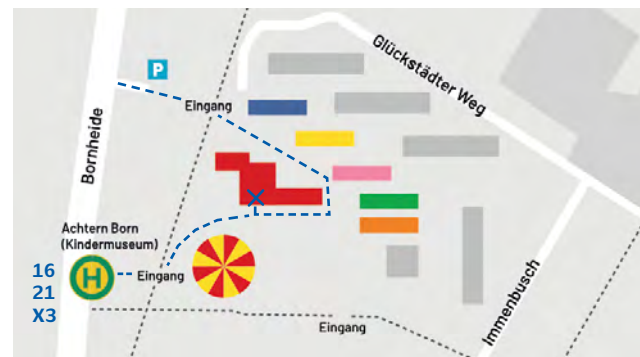 P
Glückstädter Weg
Eingang
Bornheide
Achtern Born
(Kindermuseum)
16
21
X3
H
Eingang
Eingang
Immenbusch